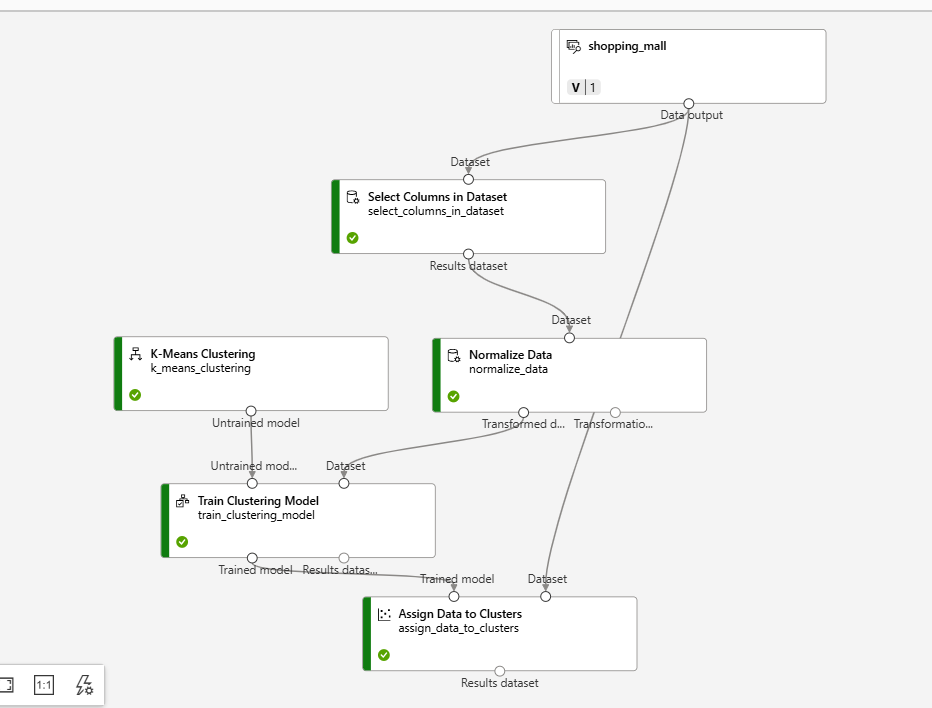 shopping_mall
V 1
Data output
Dataset
Select Columns in Dataset
select_columns_in_dataset
Results dataset
Dataset
K-Means Clustering
k_means_clustering
Untrained model
Normalize Data
normalize_data
Transformed d... Transformatio...
Untrained mod... Dataset
Train Clustering Model
train_clustering_model
Trained model Results datas...
Trained model Dataset
Assign Data to Clusters
assign_data_to_clusters
Results dataset
1:1